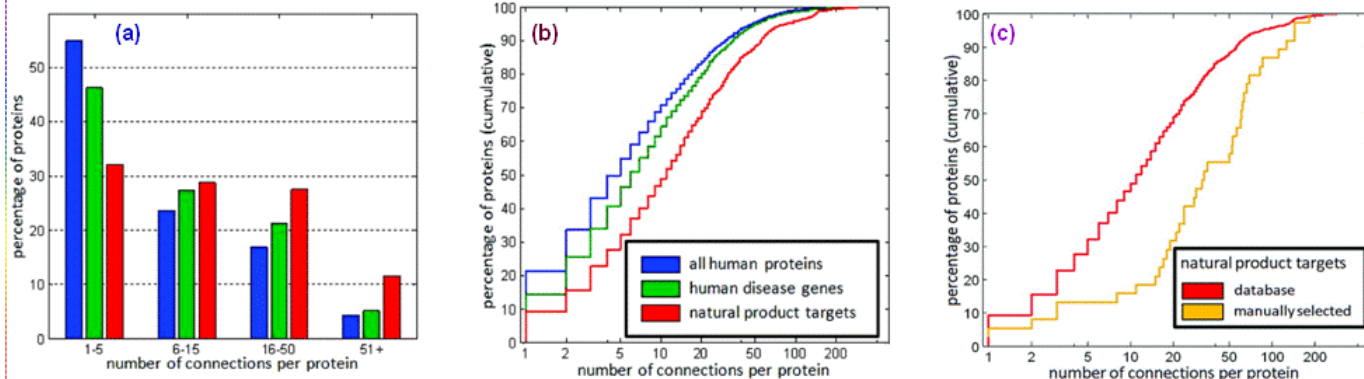 (a)
percentage of proteins
50
40
30
20
10
0
1-5 6-15 16-50 51+
number of connections per protein
(b)
percentage of proteins (cumulative)
100
90
80
70
60
50
40
30
20
10
0
all human proteins
human disease genes
natural product targets
1 2 5 10 20 50 100 200
number of connections per protein
(c)
percentage of proteins (cumulative)
100
90
80
70
60
50
40
30
20
10
0
natural product targets
database
manually selected
1 2 5 10 20 50 100 200
number of connections per protein